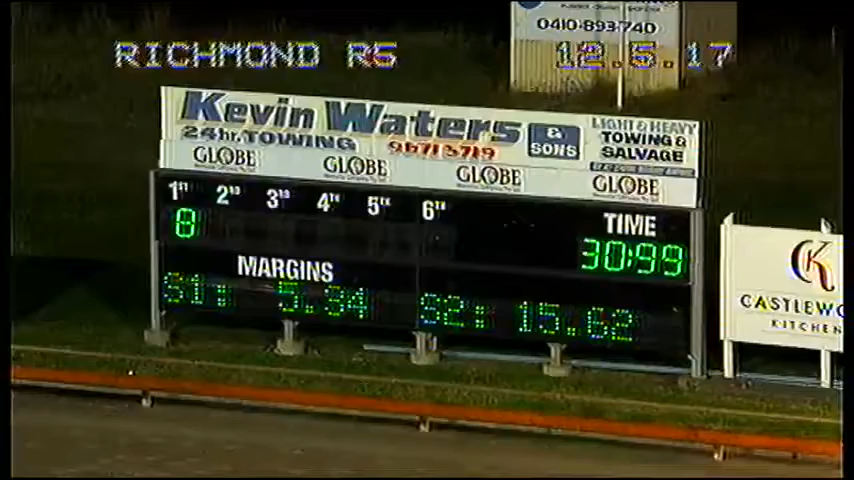 0410-893-740
RICHMOND R5 12.5.17
Kevin Waters & SONS
24hr. TOWING 9671 5719
LIGHT & HEAVY
TOWING &
SALVAGE
GLOBE GLOBE GLOBE GLOBE
1ST 2ND 3RD 4TH 5TH 6TH TIME
8 30:99
MARGINS
S1: 5.94 S2: 15.62
CK
CASTLEWO
KITCHEN